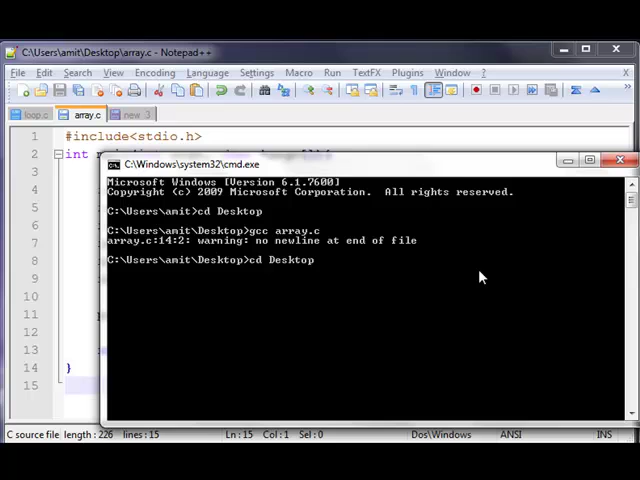 C:\Users\amit\Desktop\array.c - Notepad++
File Edit Search View Encoding Language Settings Macro Run TextFX Plugins Window ?
loop.c array.c new 3
1 #include<stdio.h>
2
C:\Windows\system32\cmd.exe
Microsoft Windows [Version 6.1.7600]
Copyright (c) 2009 Microsoft Corporation. All rights reserved.
C:\Users\amit>cd Desktop
C:\Users\amit\Desktop>gcc array.c
array.c:14:2: warning: no newline at end of file
C:\Users\amit\Desktop>cd Desktop
3
4
5
6
7
8
9
10
11
12
13
14 }
15
C source file length : 226 lines : 15 Ln : 15 Col : 1 Sel : 0 Dos\Windows ANSI INS